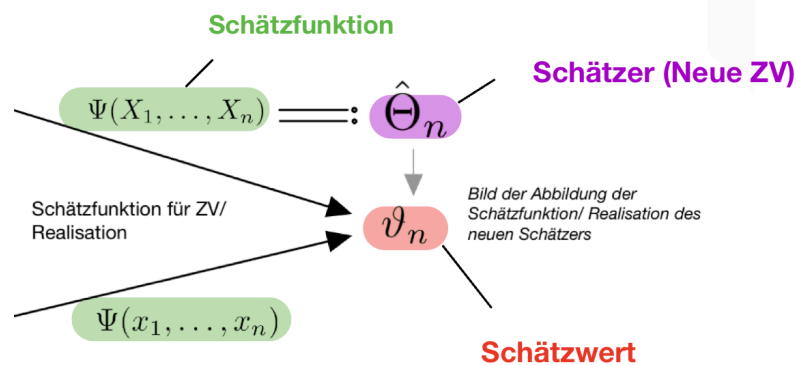 Schätzfunktion
Schätzer (Neue ZV)
Ψ(X₁, . . . , Xₙ) =: Θ̂ₙ
Schätzfunktion für ZV/
Realisation
ϑₙ
Bild der Abbildung der
Schätzfunktion/ Realisation des
neuen Schätzers
Ψ(x₁, . . . , xₙ)
Schätzwert